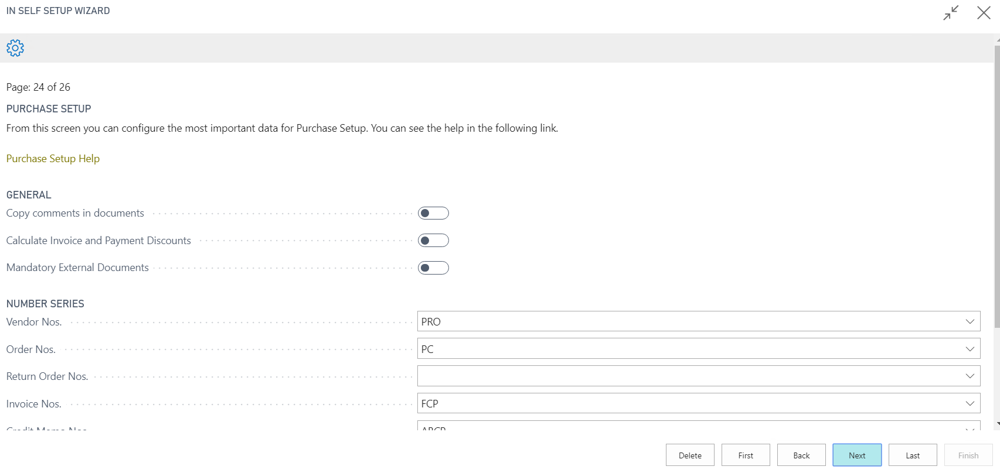 IN SELF SETUP WIZARD
Page: 24 of 26
PURCHASE SETUP
From this screen you can configure the most important data for Purchase Setup. You can see the help in the following link.
Purchase Setup Help
GENERAL
Copy comments in documents
Calculate Invoice and Payment Discounts
Mandatory External Documents
NUMBER SERIES
Vendor Nos. PRO
Order Nos. PC
Return Order Nos.
Invoice Nos. FCP
Credit Memo Nos.
Delete First Back Next Last Finish